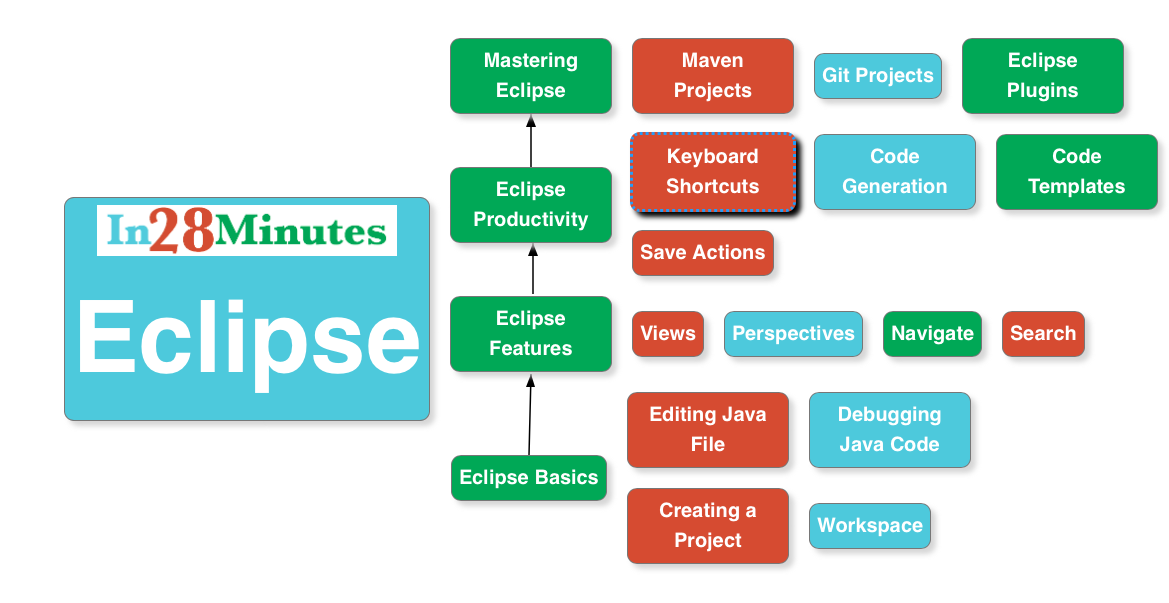 In28Minutes
Eclipse
Mastering
Eclipse
Maven
Projects
Git Projects
Eclipse
Plugins
Eclipse
Productivity
Keyboard
Shortcuts
Code
Generation
Code
Templates
Save Actions
Eclipse
Features
Views
Perspectives
Navigate
Search
Eclipse Basics
Editing Java
File
Debugging
Java Code
Creating a
Project
Workspace